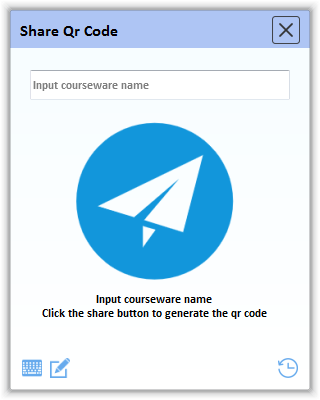 Share Qr Code
Input courseware name
Input courseware name
Click the share button to generate the qr code